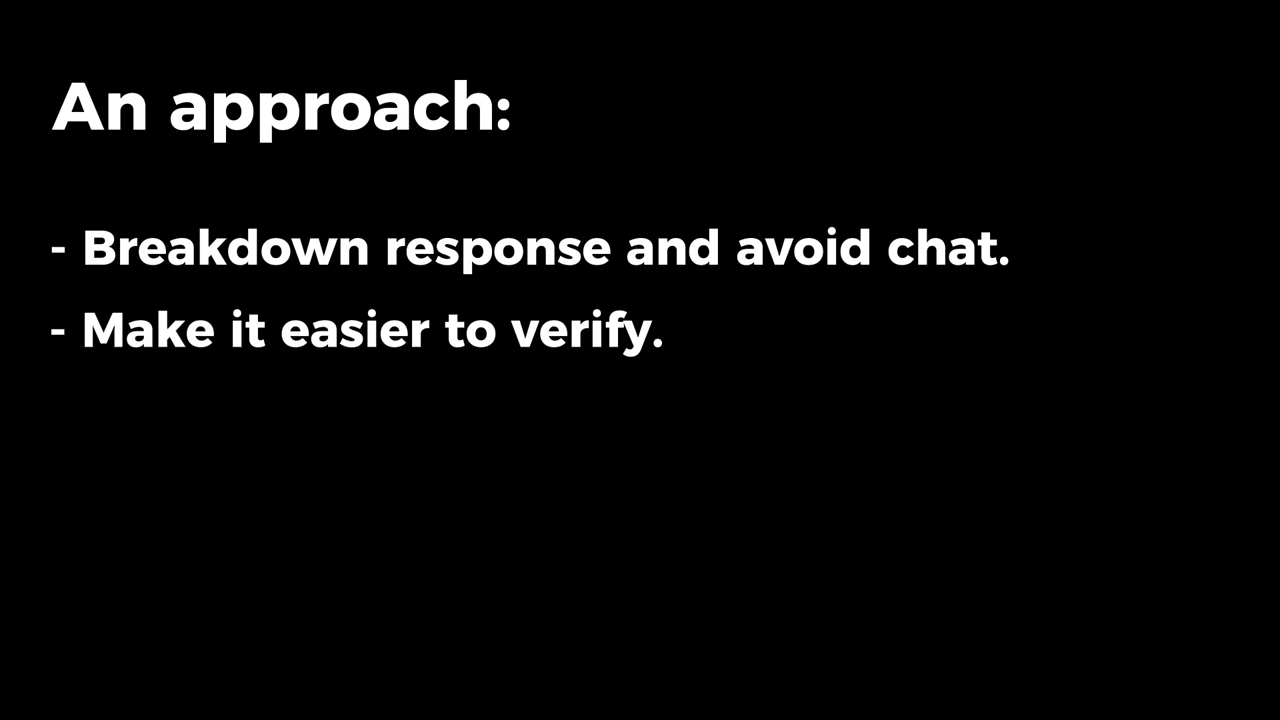 An approach:
- Breakdown response and avoid chat.
- Make it easier to verify.